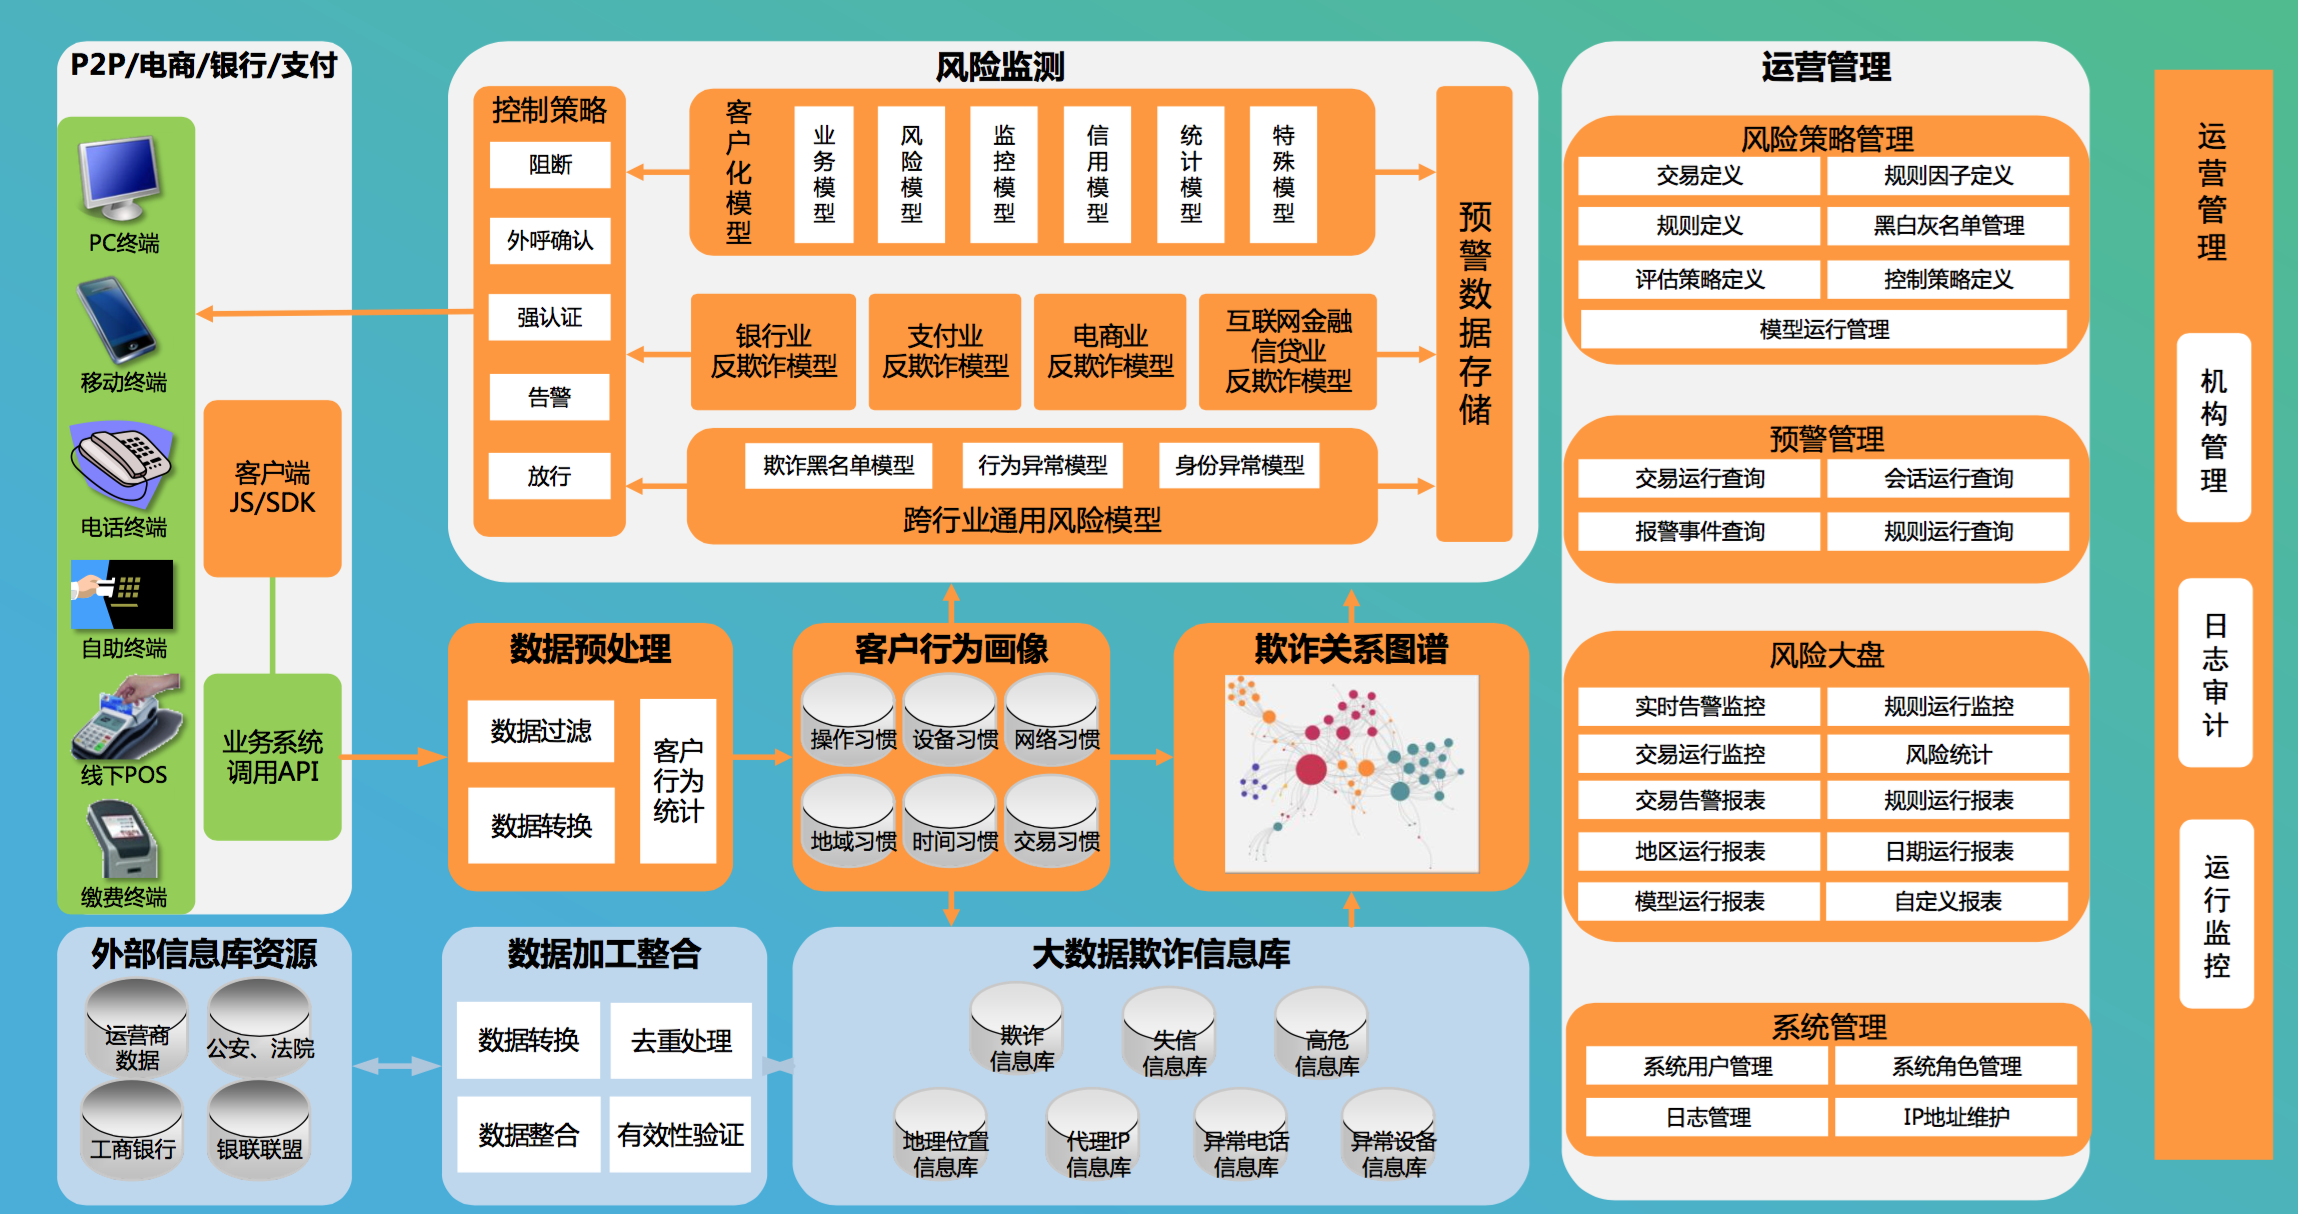 P2P/电商/银行/支付
PC终端
移动终端
电话终端
自助终端
线下POS
缴费终端
客户端
JS/SDK
业务系统
调用API
风险监测
控制策略
阻断
外呼确认
强认证
告警
放行
客户化模型
业务模型
风险模型
监控模型
信用模型
统计模型
特殊模型
银行业
反欺诈模型
支付业
反欺诈模型
电商业
反欺诈模型
互联网金融
信贷业
反欺诈模型
欺诈黑名单模型
行为异常模型
身份异常模型
跨行业通用风险模型
预警数据存储
数据预处理
数据过滤
数据转换
客户
行为
统计
客户行为画像
操作习惯
设备习惯
网络习惯
地域习惯
时间习惯
交易习惯
欺诈关系图谱
外部信息库资源
运营商
数据
公安、法院
工商银行
银联联盟
数据加工整合
数据转换
去重处理
数据整合
有效性验证
大数据欺诈信息库
欺诈
信息库
失信
信息库
高危
信息库
地理位置
信息库
代理IP
信息库
异常电话
信息库
异常设备
信息库
运营管理
风险策略管理
交易定义
规则因子定义
规则定义
黑白灰名单管理
评估策略定义
控制策略定义
模型运行管理
预警管理
交易运行查询
会话运行查询
报警事件查询
规则运行查询
风险大盘
实时告警监控
规则运行监控
交易运行监控
风险统计
交易告警报表
规则运行报表
地区运行报表
日期运行报表
模型运行报表
自定义报表
系统管理
系统用户管理
系统角色管理
日志管理
IP地址维护
运营管理
机构管理
日志审计
运行监控